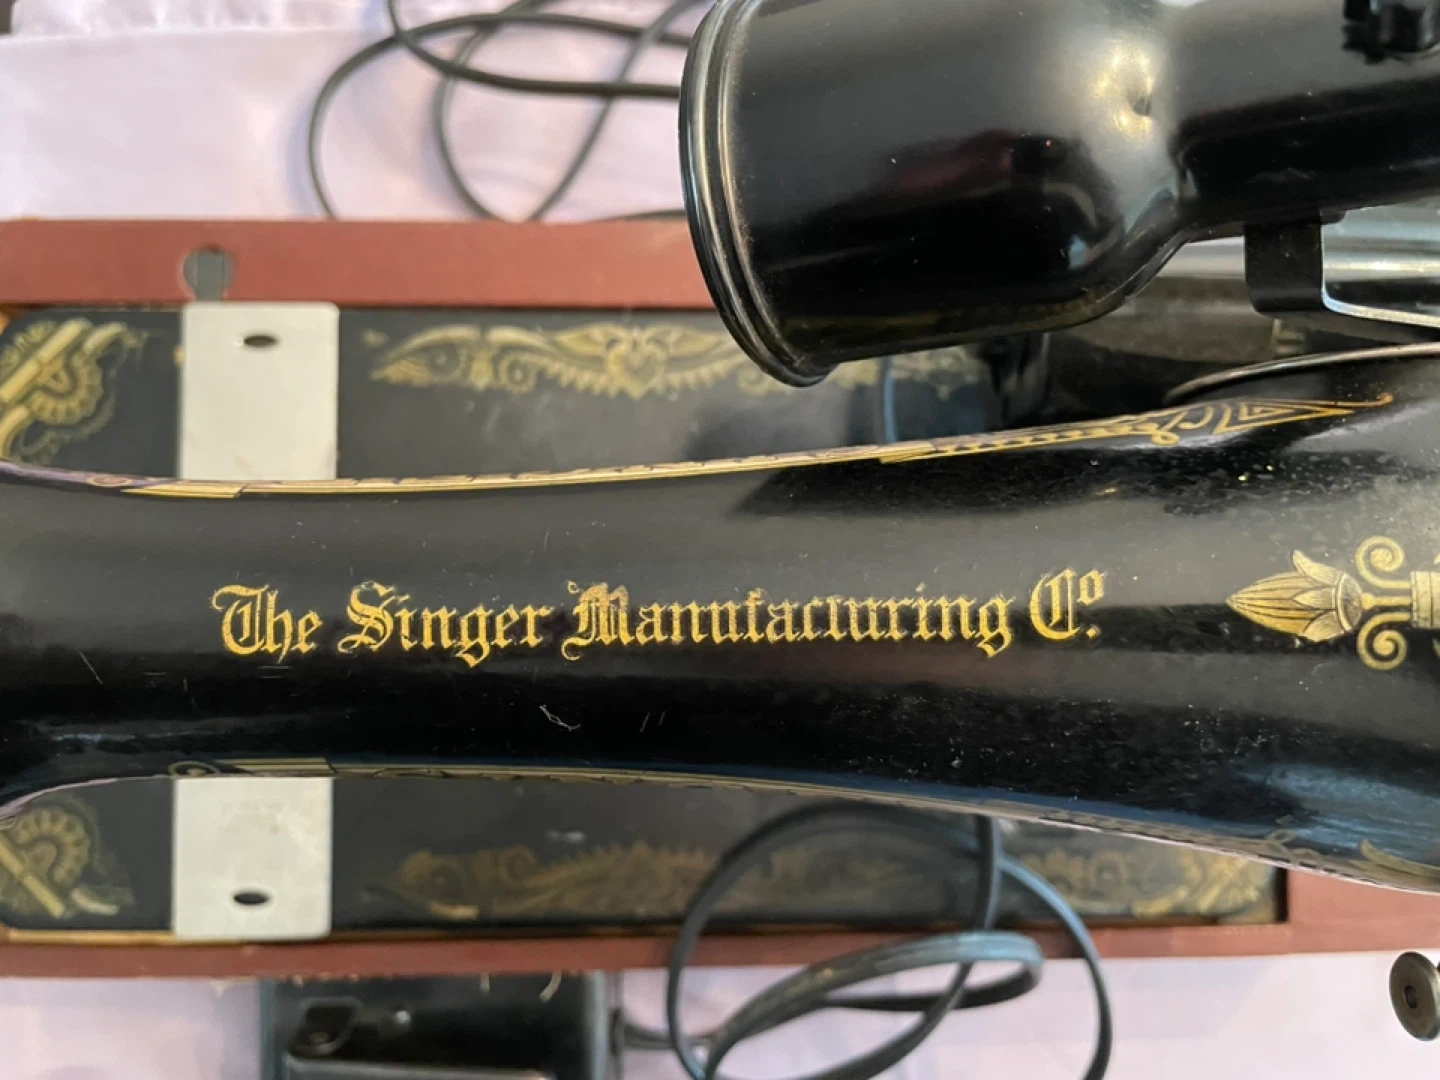 The Singer Manufacturing Co.